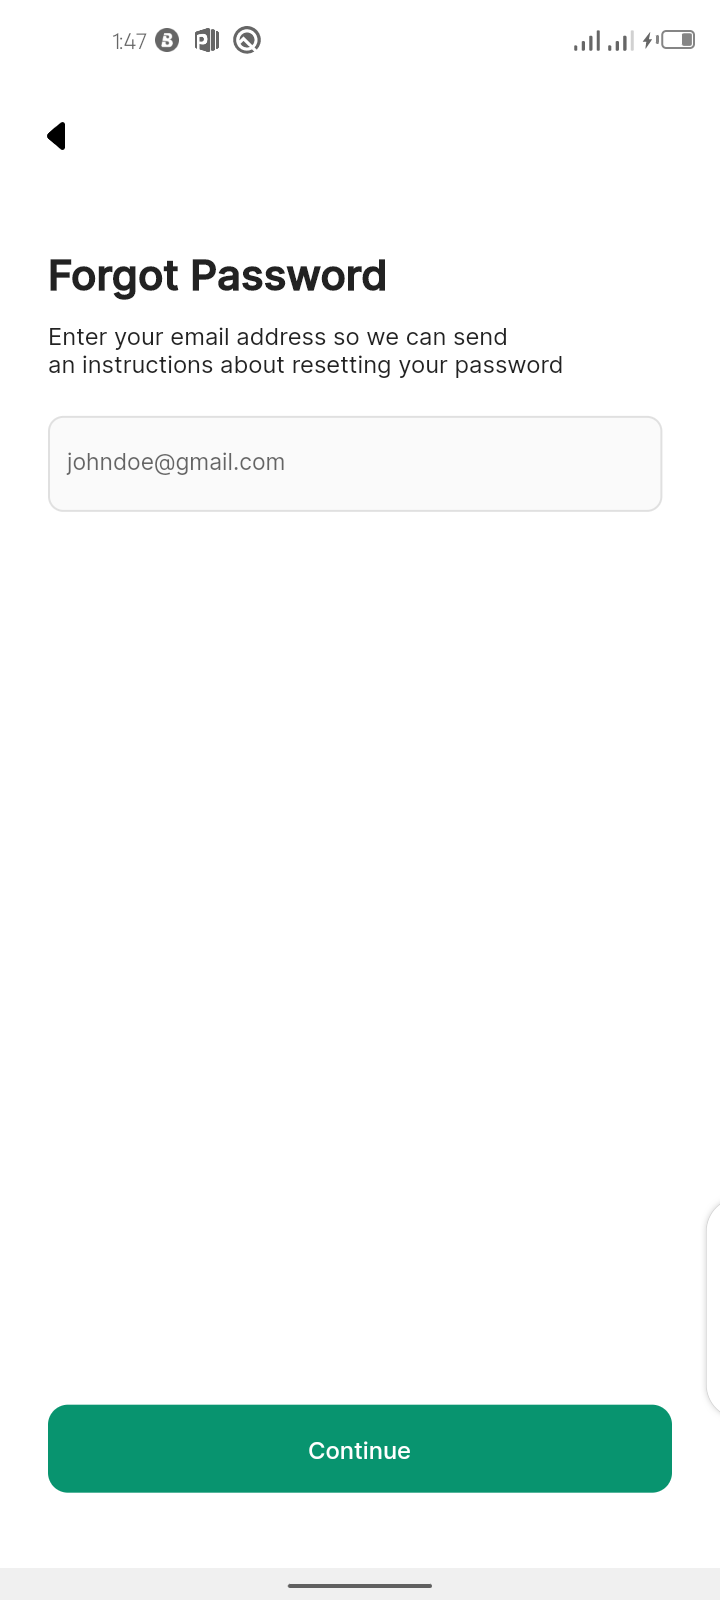 1:47
Forgot Password
Enter your email address so we can send
an instructions about resetting your password
johndoe@gmail.com
Continue